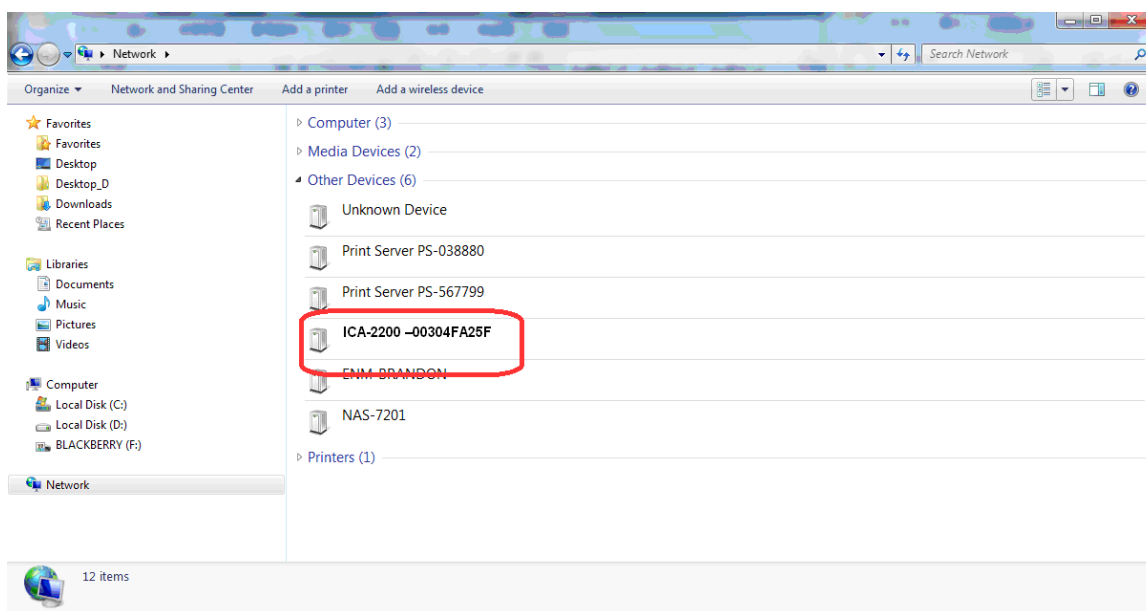 Network
Search Network
Organize
Network and Sharing Center
Add a printer
Add a wireless device
Favorites
Favorites
Desktop
Desktop_D
Downloads
Recent Places
Libraries
Documents
Music
Pictures
Videos
Computer
Local Disk (C:)
Local Disk (D:)
BLACKBERRY (F:)
Network
Computer (3)
Media Devices (2)
Other Devices (6)
Unknown Device
Print Server PS-038880
Print Server PS-567799
ICA-2200 –00304FA25F
ENM-BRANDON
NAS-7201
Printers (1)
12 items